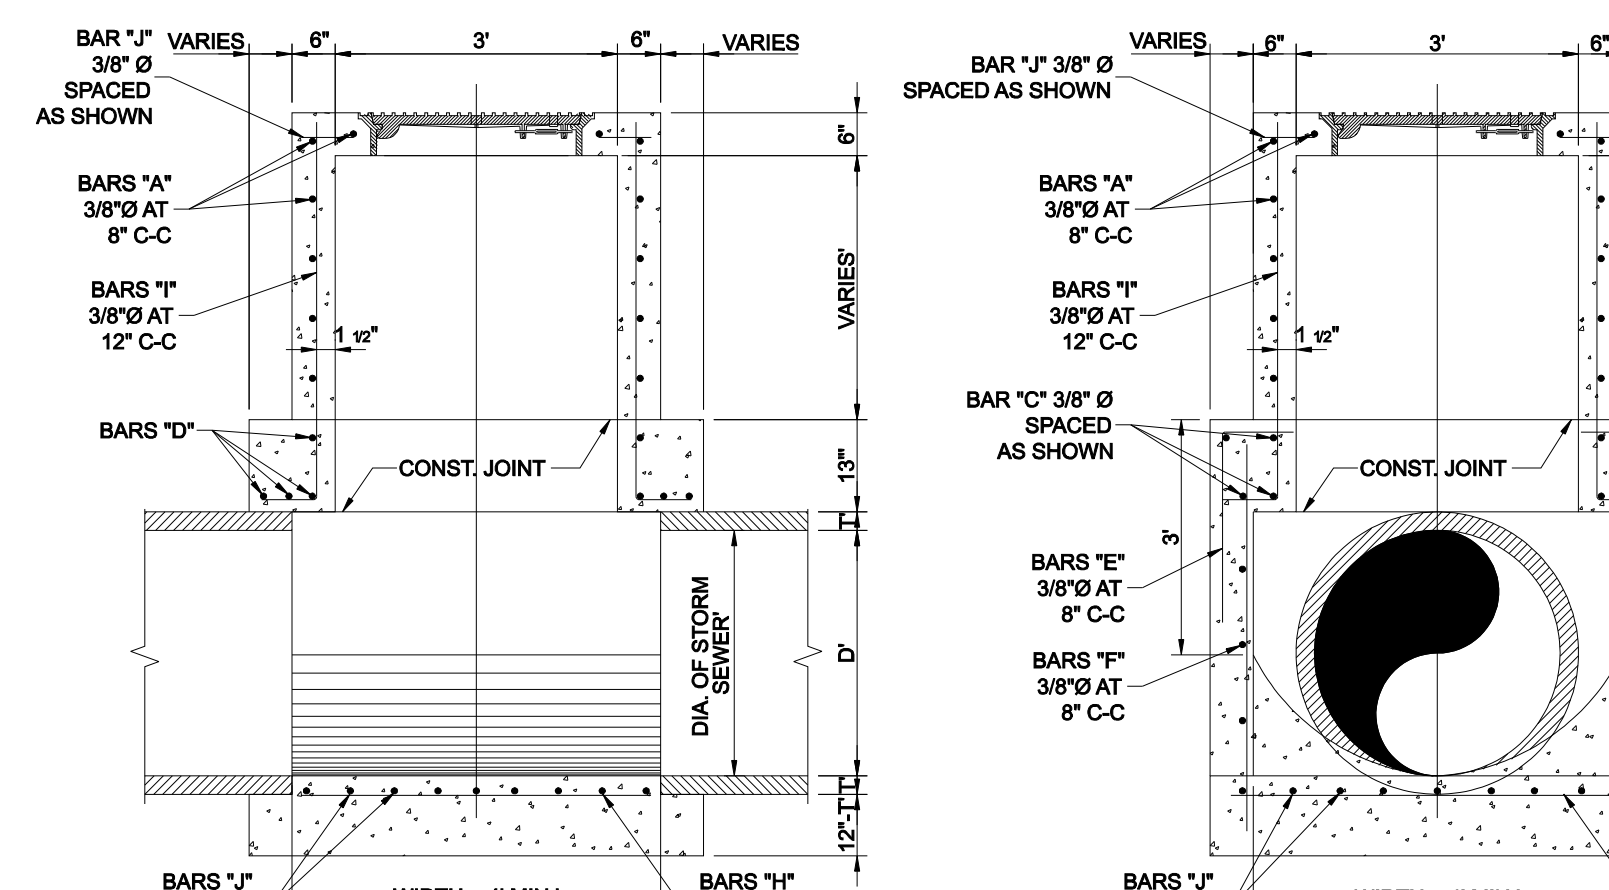 BAR "J"
3/8" Ø
SPACED
AS SHOWN
VARIES
6"
3'
6"
VARIES
6"
BARS "A"
3/8"Ø AT
8" C-C
BARS "I"
3/8"Ø AT
12" C-C
1 1/2"
VARIES'
BARS "D"
CONST. JOINT
13'"
T'
DIA. OF STORM
SEWER'
D'
T'
12"-T'
BARS "J"
BARS "H"
VARIES
6"
3'
6"
BAR "J" 3/8" Ø
SPACED AS SHOWN
BARS "A"
3/8"Ø AT
8" C-C
BARS "I"
3/8"Ø AT
12" C-C
1 1/2"
BAR "C" 3/8" Ø
SPACED
AS SHOWN
CONST. JOINT
3'
BARS "E"
3/8"Ø AT
8" C-C
BARS "F"
3/8"Ø AT
8" C-C
BARS "J"